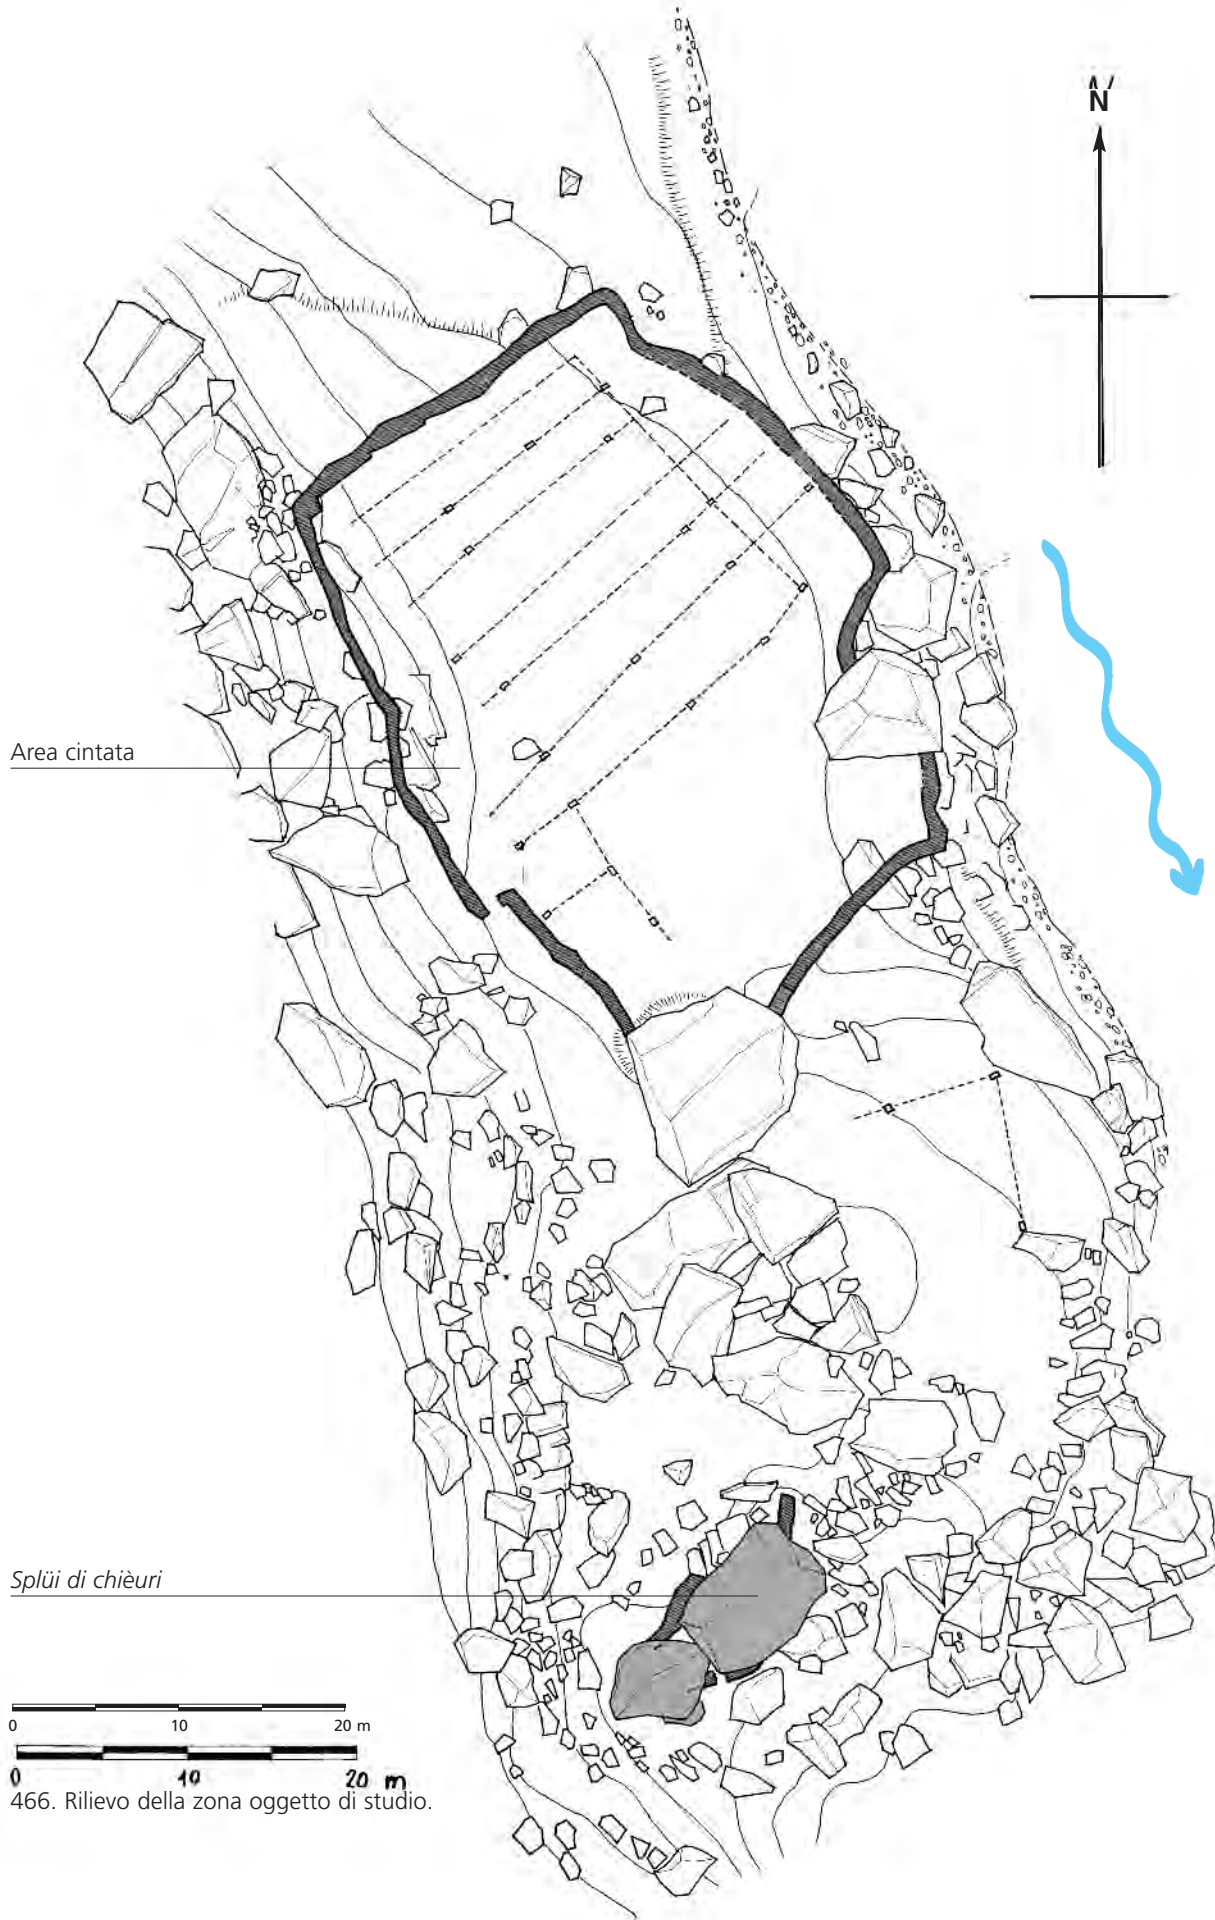 N
Area cintata
Splüi di chièuri
0 10 20 m
0 10 20 m
466. Rilievo della zona oggetto di studio.